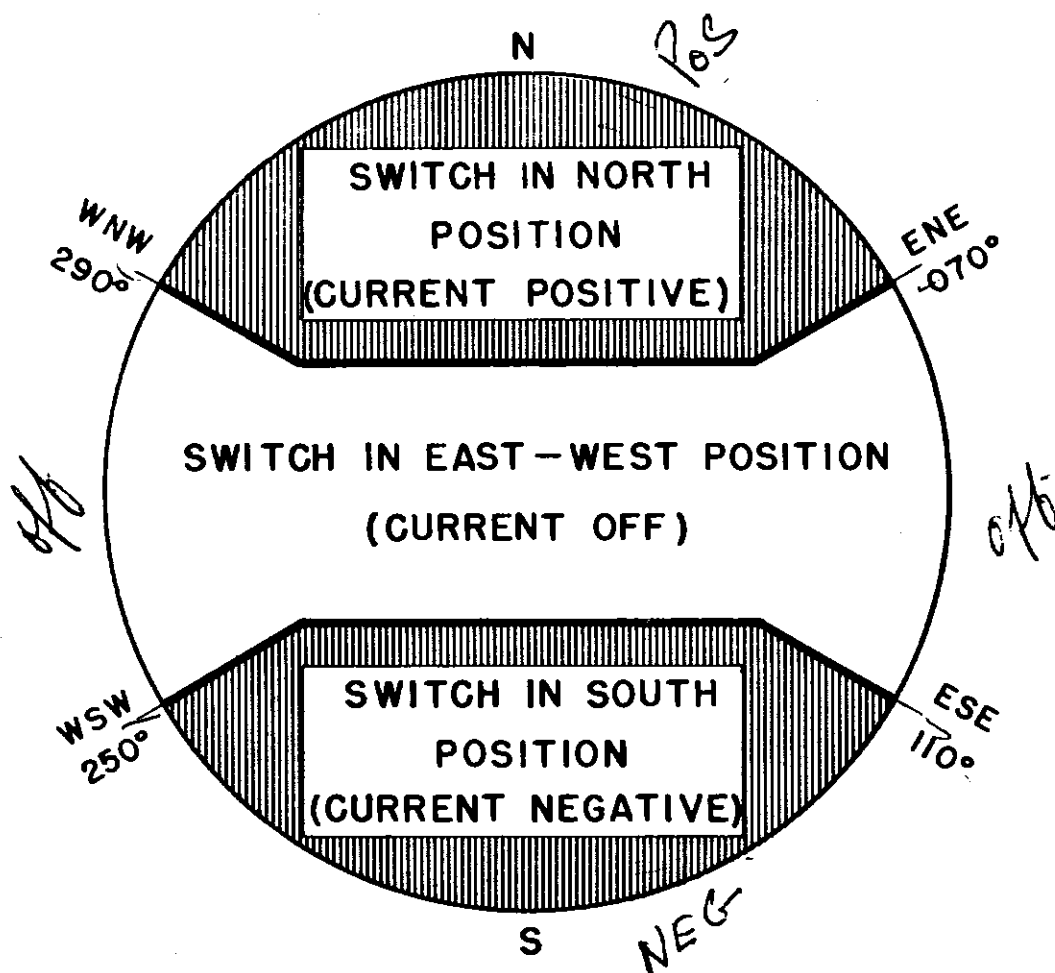 N
Pos
SWITCH IN NORTH
POSITION
(CURRENT POSITIVE)
WNW
290°
ENE
070°
SWITCH IN EAST-WEST POSITION
(CURRENT OFF)
off
off
WSW
250°
SWITCH IN SOUTH
POSITION
(CURRENT NEGATIVE)
ESE
110°
S
NEG